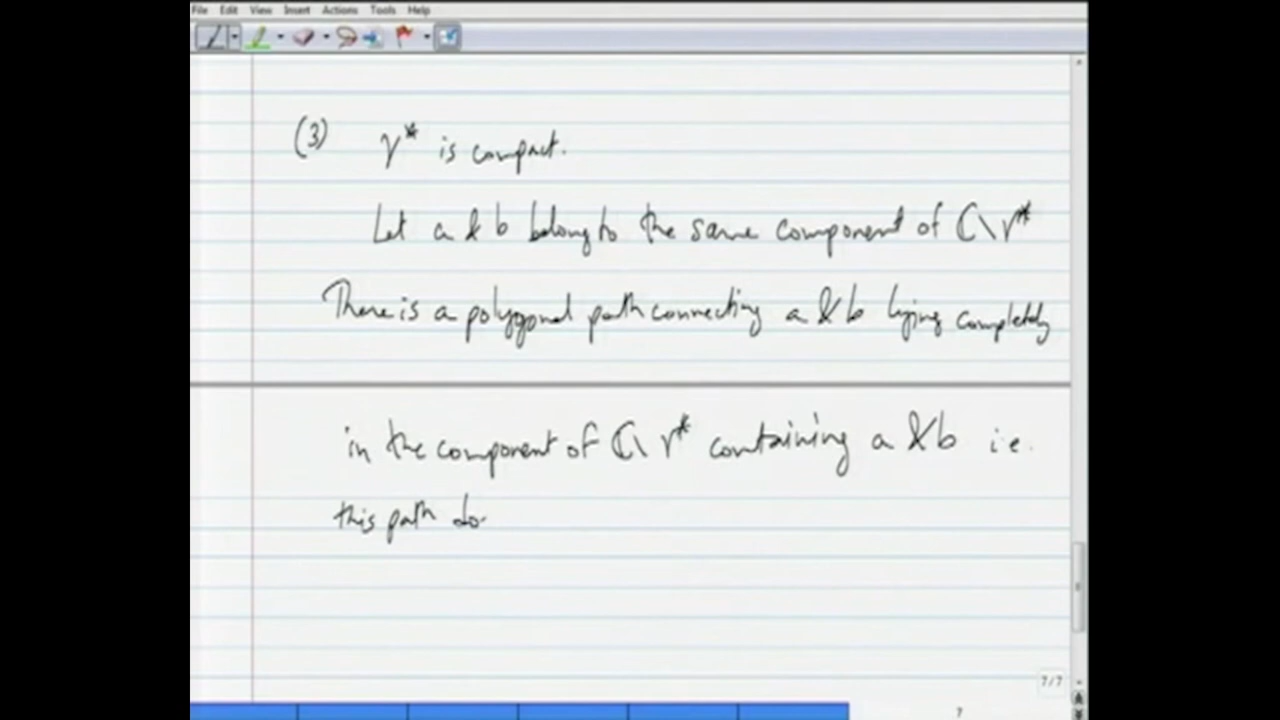 File Edit View Insert Actions Tools Help
(3) γ* is compact.
Let a & b belong to the same component of ℂ\γ*
There is a polygonal path connecting a & b lying completely
in the component of ℂ\γ* containing a & b i.e.
this path do
7/7
7